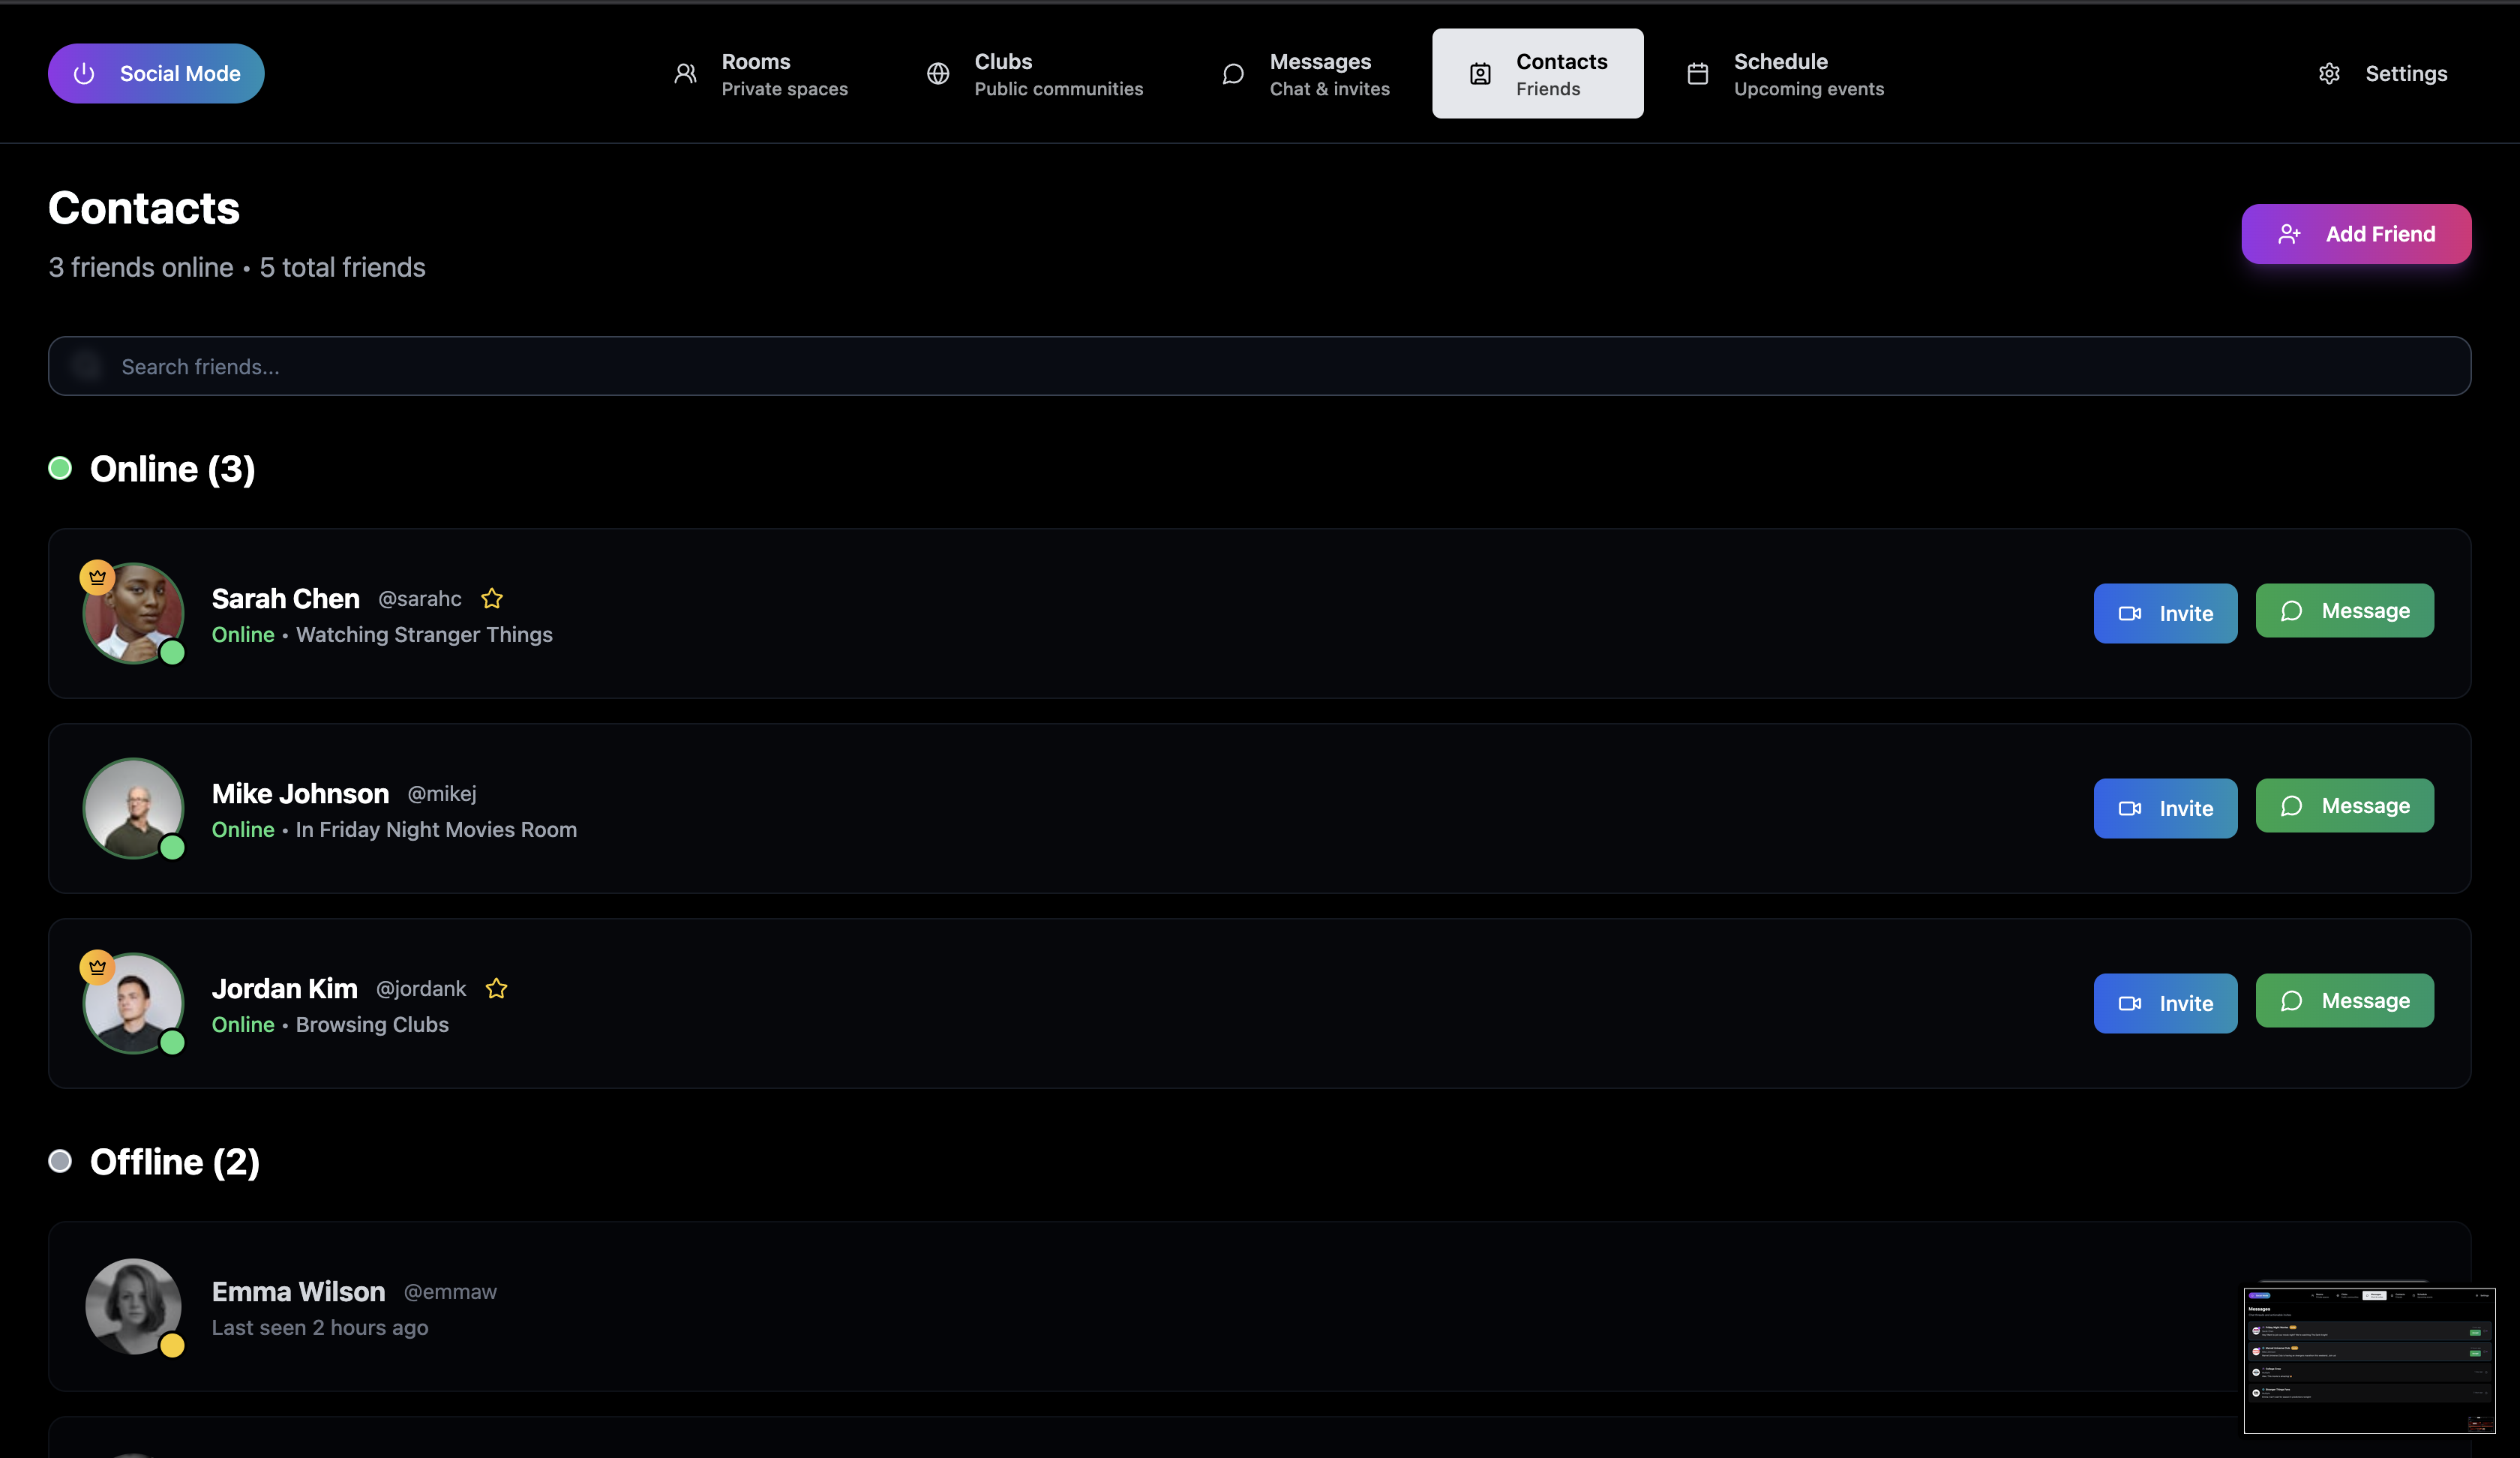 Social Mode
Rooms
Private spaces
Clubs
Public communities
Messages
Chat & invites
Contacts
Friends
Schedule
Upcoming events
Settings
Contacts
3 friends online • 5 total friends
Add Friend
Search friends...
Online (3)
Sarah Chen @sarahc
Online • Watching Stranger Things
Invite
Message
Mike Johnson @mikej
Online • In Friday Night Movies Room
Invite
Message
Jordan Kim @jordank
Online • Browsing Clubs
Invite
Message
Offline (2)
Emma Wilson @emmaw
Last seen 2 hours ago
Messages